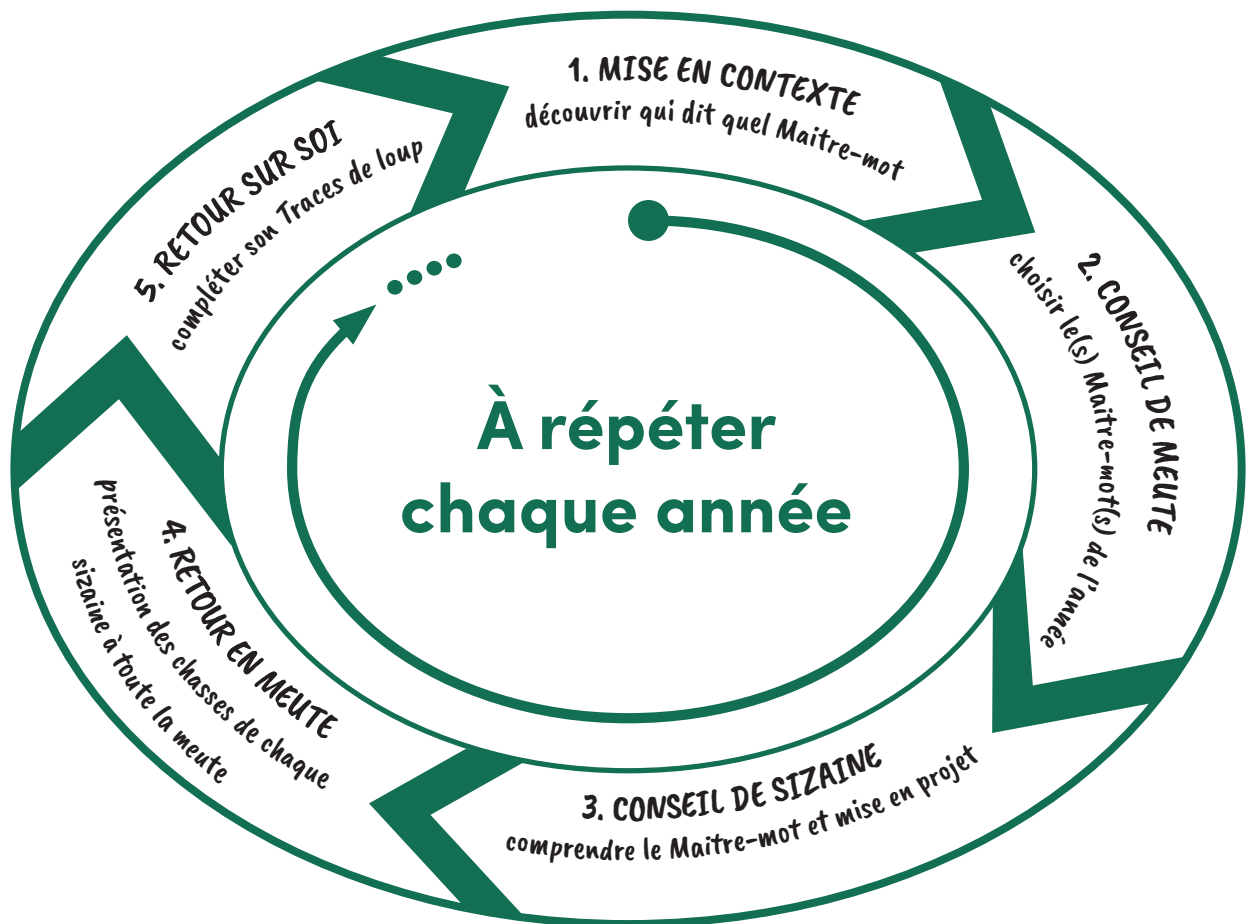 1. MISE EN CONTEXTE
découvrir qui dit quel Maitre-mot
2. CONSEIL DE MEUTE
choisir le(s) Maitre-mot(s) de l'année
3. CONSEIL DE SIZAINE
comprendre le Maitre-mot et mise en projet
4. RETOUR EN MEUTE
présentation des chasses de chaque
sizaine à toute la meute
5. RETOUR SUR SOI
compléter son Traces de loup
À répéter
chaque année